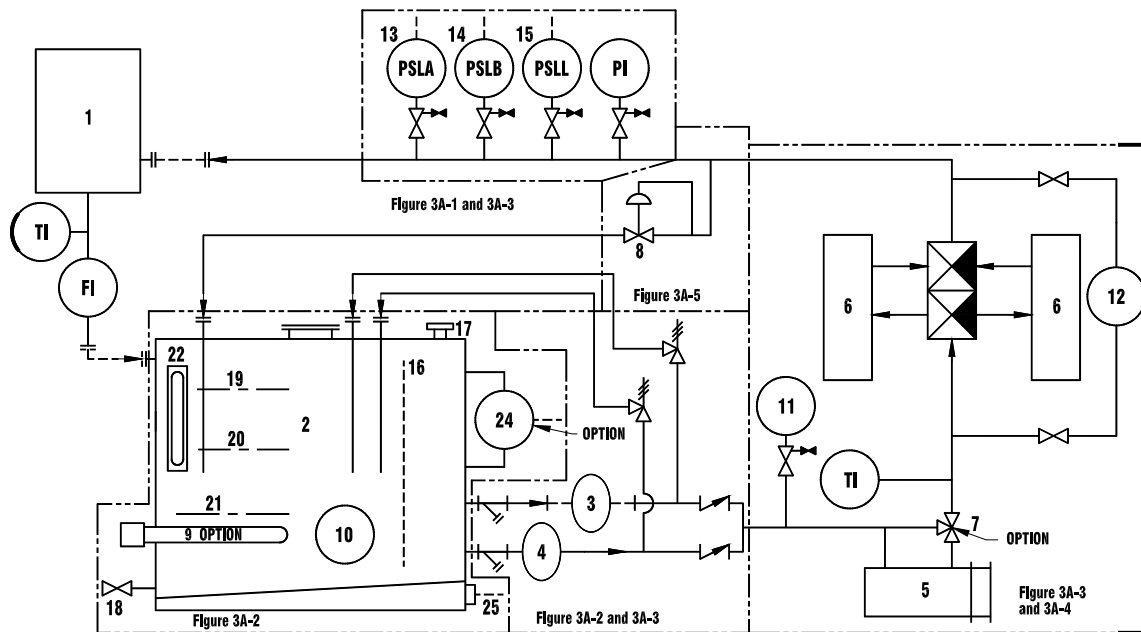 13 14 15
PSLA PSLB PSLL PI
1
Figure 3A-1 and 3A-3
TI
8
FI
6 6 12
Figure 3A-5
17
22 16
19
2
24 11
OPTION
20
TI
3
21
7
9 OPTION 10 4
OPTION
5 Figure 3A-3
and 3A-4
18 25
Figure 3A-2 Figure 3A-2 and 3A-3